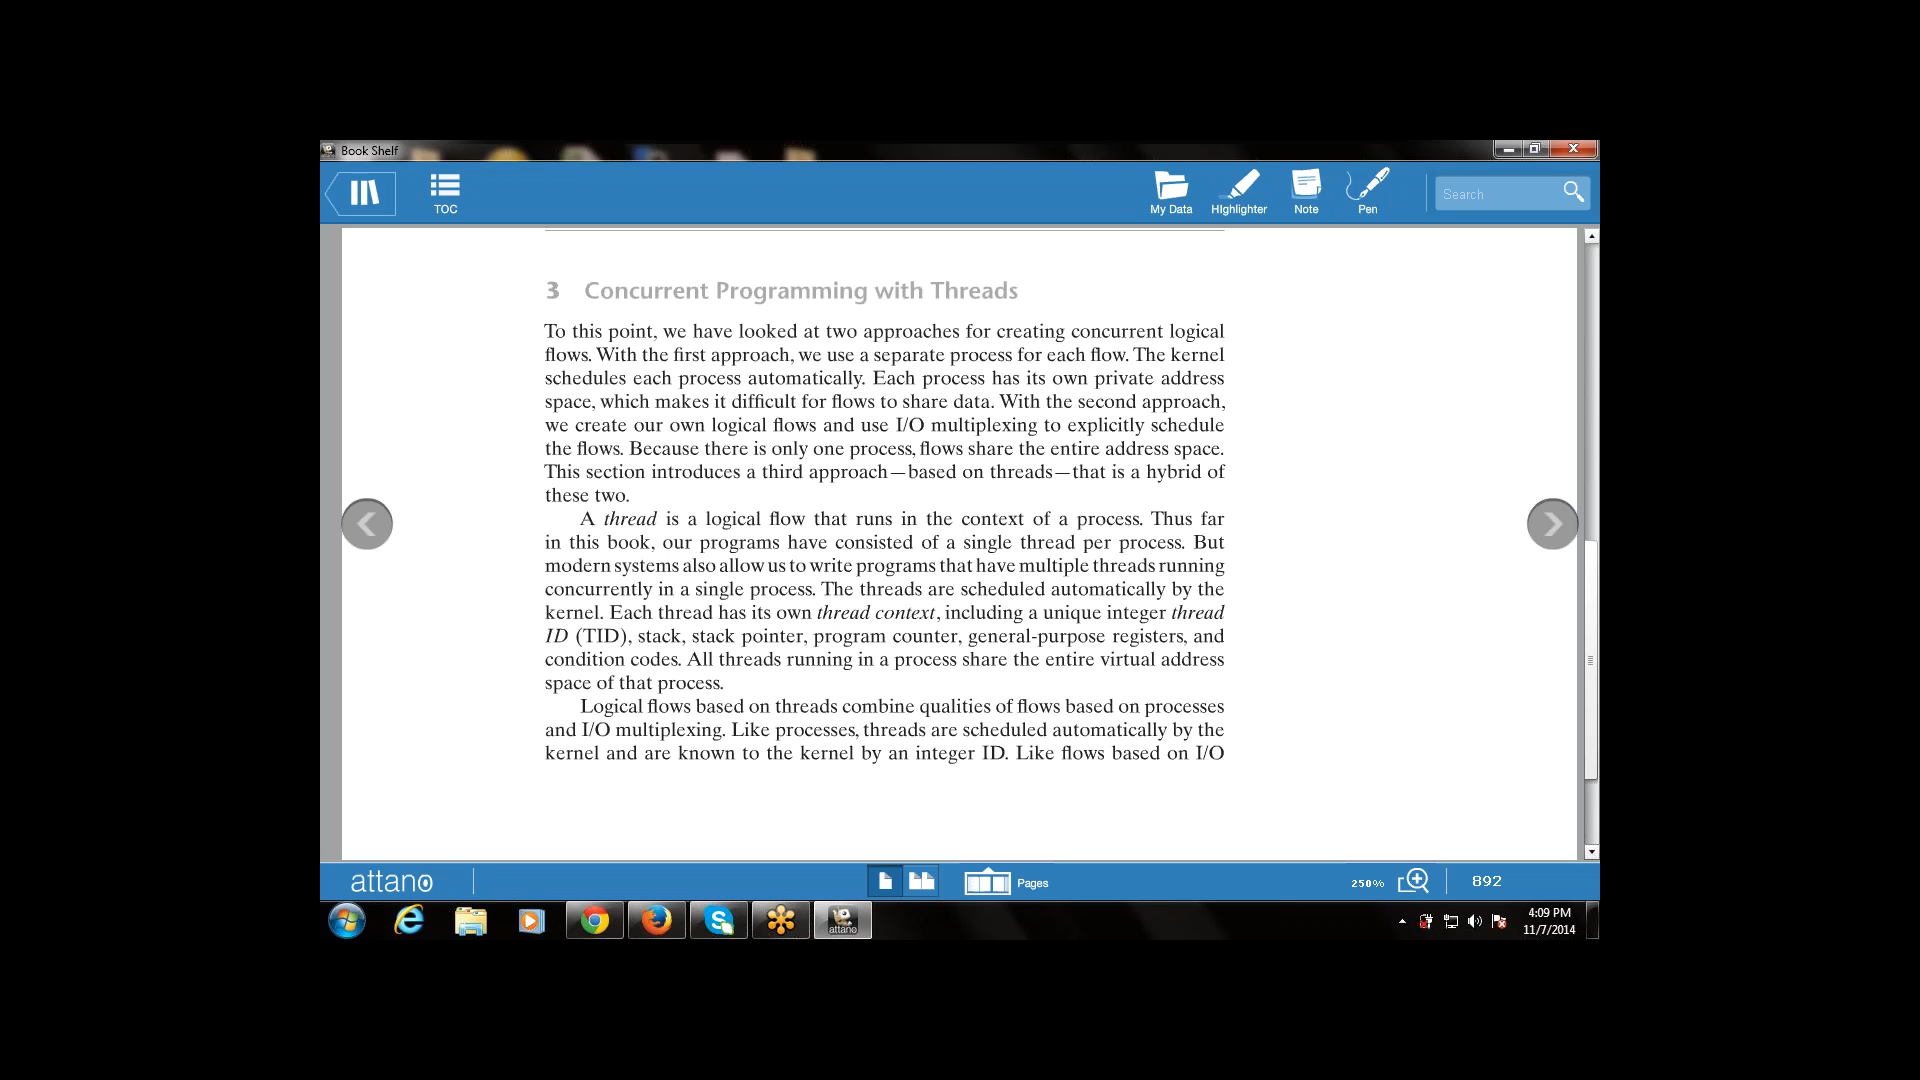 Book Shelf
TOC
My Data
HIghlighter
Note
Pen
Search
3 Concurrent Programming with Threads
To this point, we have looked at two approaches for creating concurrent logical
flows. With the first approach, we use a separate process for each flow. The kernel
schedules each process automatically. Each process has its own private address
space, which makes it difficult for flows to share data. With the second approach,
we create our own logical flows and use I/O multiplexing to explicitly schedule
the flows. Because there is only one process, flows share the entire address space.
This section introduces a third approach—based on threads—that is a hybrid of
these two.
A thread is a logical flow that runs in the context of a process. Thus far
in this book, our programs have consisted of a single thread per process. But
modern systems also allow us to write programs that have multiple threads running
concurrently in a single process. The threads are scheduled automatically by the
kernel. Each thread has its own thread context, including a unique integer thread
ID (TID), stack, stack pointer, program counter, general-purpose registers, and
condition codes. All threads running in a process share the entire virtual address
space of that process.
Logical flows based on threads combine qualities of flows based on processes
and I/O multiplexing. Like processes, threads are scheduled automatically by the
kernel and are known to the kernel by an integer ID. Like flows based on I/O
attano
Pages
250%
892
attano
4:09 PM
11/7/2014